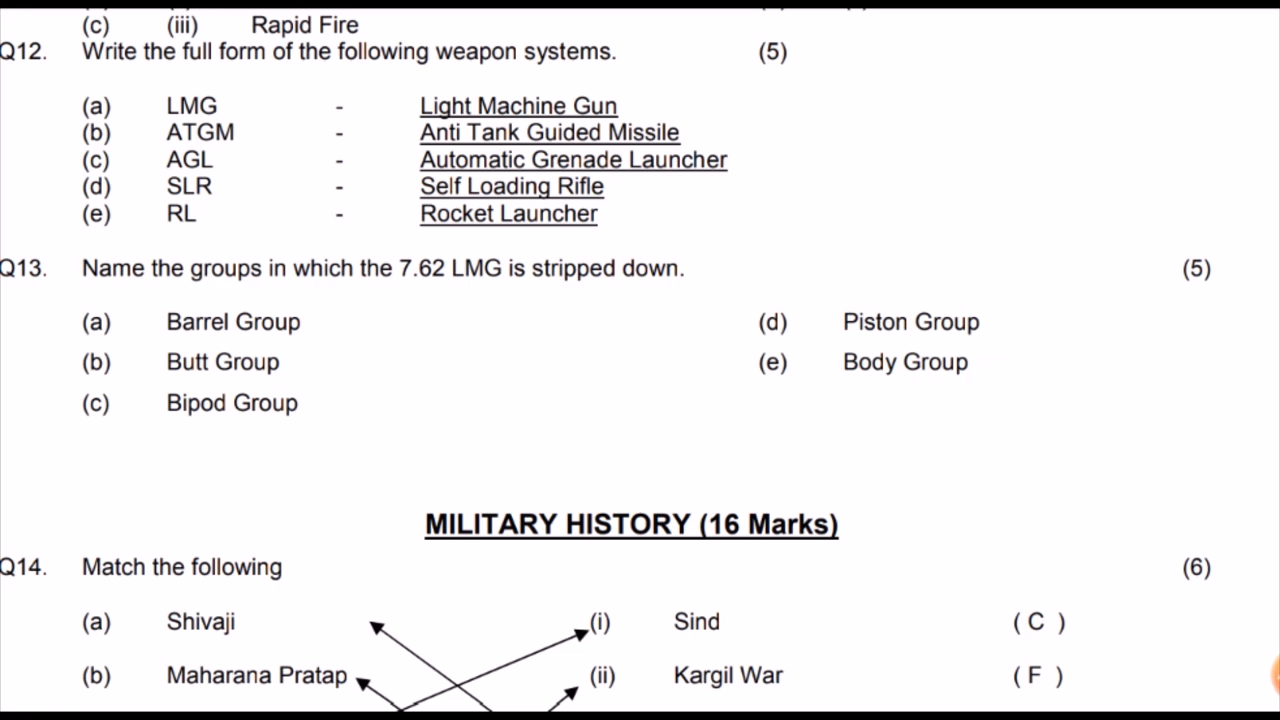 (c) (iii) Rapid Fire
Q12. Write the full form of the following weapon systems. (5)
(a) LMG - Light Machine Gun
(b) ATGM - Anti Tank Guided Missile
(c) AGL - Automatic Grenade Launcher
(d) SLR - Self Loading Rifle
(e) RL - Rocket Launcher
Q13. Name the groups in which the 7.62 LMG is stripped down. (5)
(a) Barrel Group (d) Piston Group
(b) Butt Group (e) Body Group
(c) Bipod Group
MILITARY HISTORY (16 Marks)
Q14. Match the following (6)
(a) Shivaji (i) Sind ( C )
(b) Maharana Pratap (ii) Kargil War ( F )